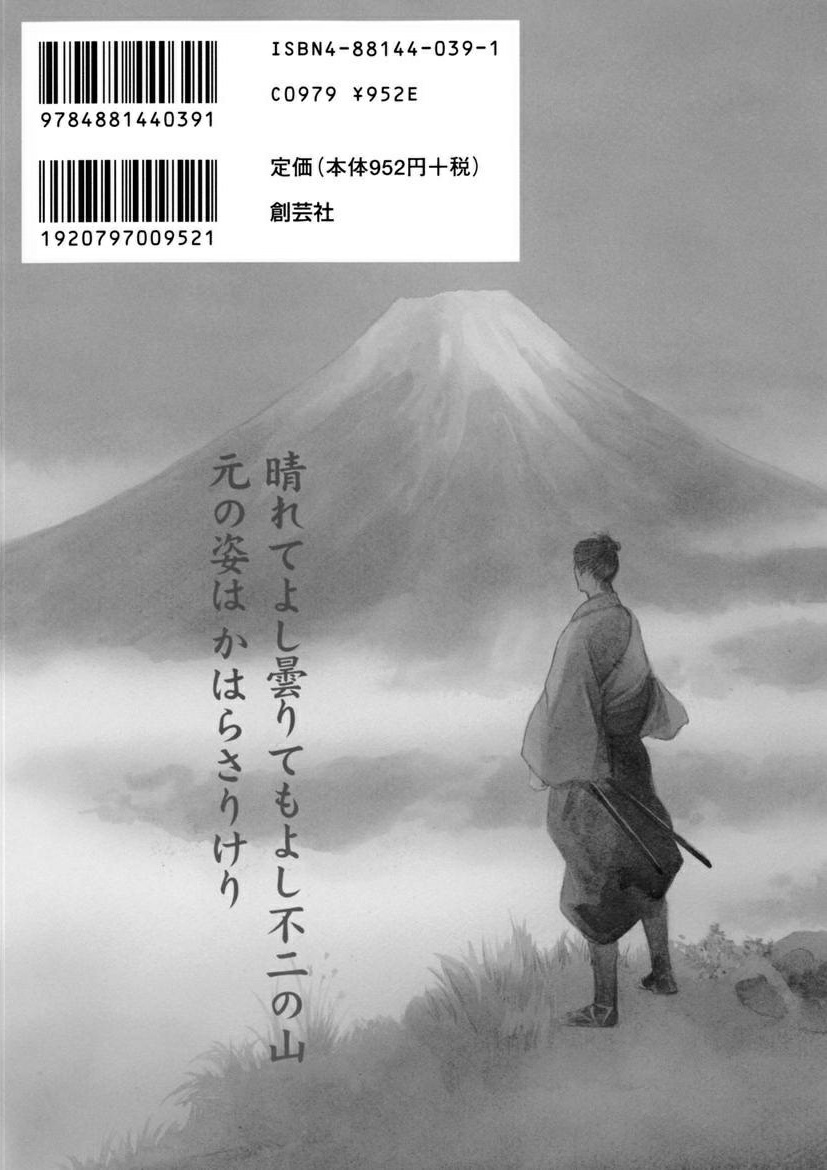 ISBN4-88144-039-1
C0979 ¥952E
9784881440391
定価(本体952円+税)
創芸社
1920797009521
晴れてよし曇りてもよし不二の山
元の姿はかはらさりけり